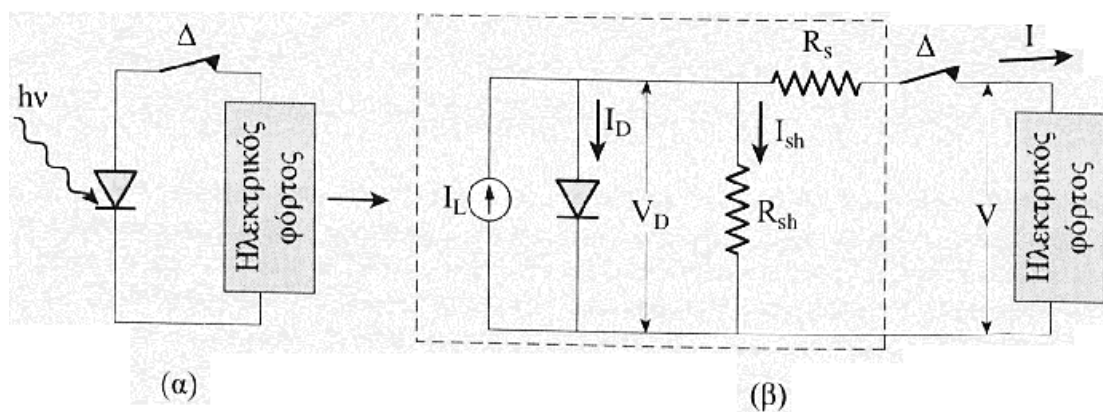 Δ
hν
Ηλεκτρικός
φόρτος
(α)
R_s
Δ
I
I_D
I_sh
I_L
V_D
R_sh
V
Ηλεκτρικός
φόρτος
(β)